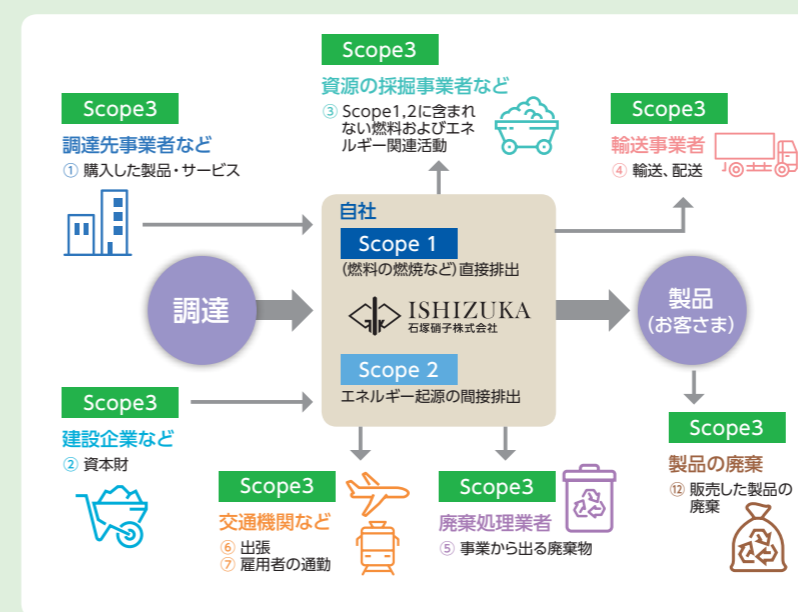 Scope3
資源の採掘事業者など
③ Scope1,2に含まれ
ない燃料およびエネ
ルギー関連活動
Scope3
調達先事業者など
① 購入した製品・サービス
Scope3
輸送事業者
④ 輸送、配送
自社
Scope 1
(燃料の燃焼など)直接排出
調達
ISHIZUKA
石塚硝子株式会社
製品
(お客さま)
Scope 2
エネルギー起源の間接排出
Scope3
建設企業など
② 資本財
Scope3
交通機関など
⑥ 出張
⑦ 雇用者の通勤
Scope3
廃棄処理業者
⑤ 事業から出る廃棄物
Scope3
製品の廃棄
⑫ 販売した製品の
廃棄